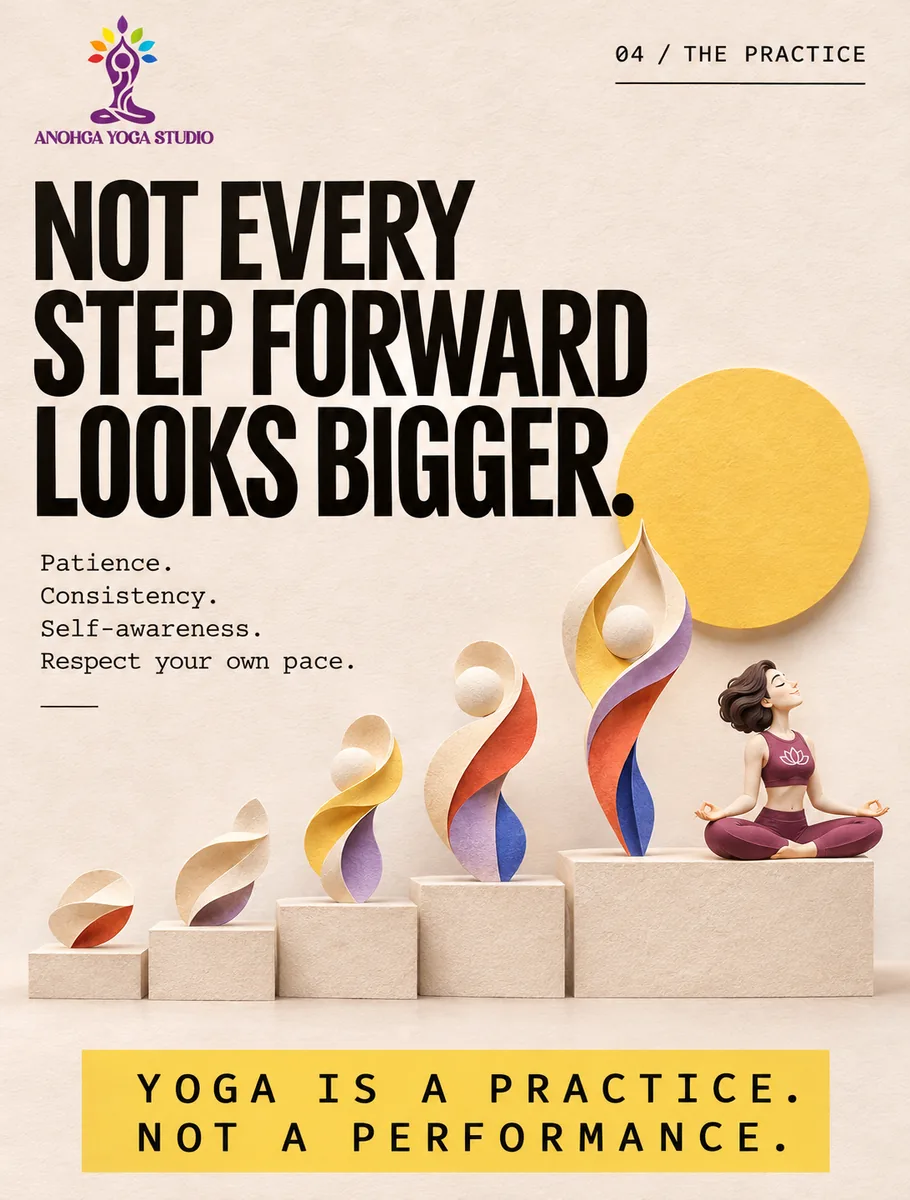 ANOHGA YOGA STUDIO
04 / THE PRACTICE
NOT EVERY
STEP FORWARD
LOOKS BIGGER.
Patience.
Consistency.
Self-awareness.
Respect your own pace.
YOGA IS A PRACTICE.
NOT A PERFORMANCE.